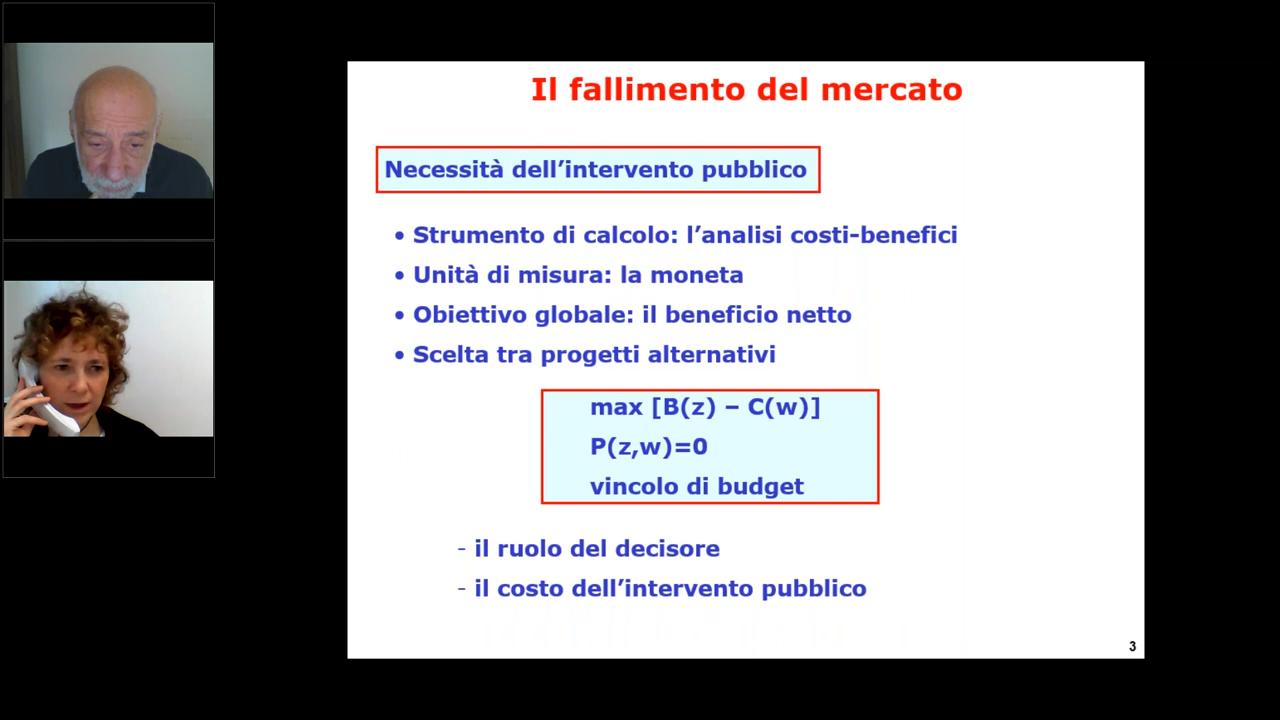 Il fallimento del mercato
Necessità dell’intervento pubblico
• Strumento di calcolo: l’analisi costi-benefici
• Unità di misura: la moneta
• Obiettivo globale: il beneficio netto
• Scelta tra progetti alternativi
max [B(z) – C(w)]
P(z,w)=0
vincolo di budget
- il ruolo del decisore
- il costo dell’intervento pubblico
3